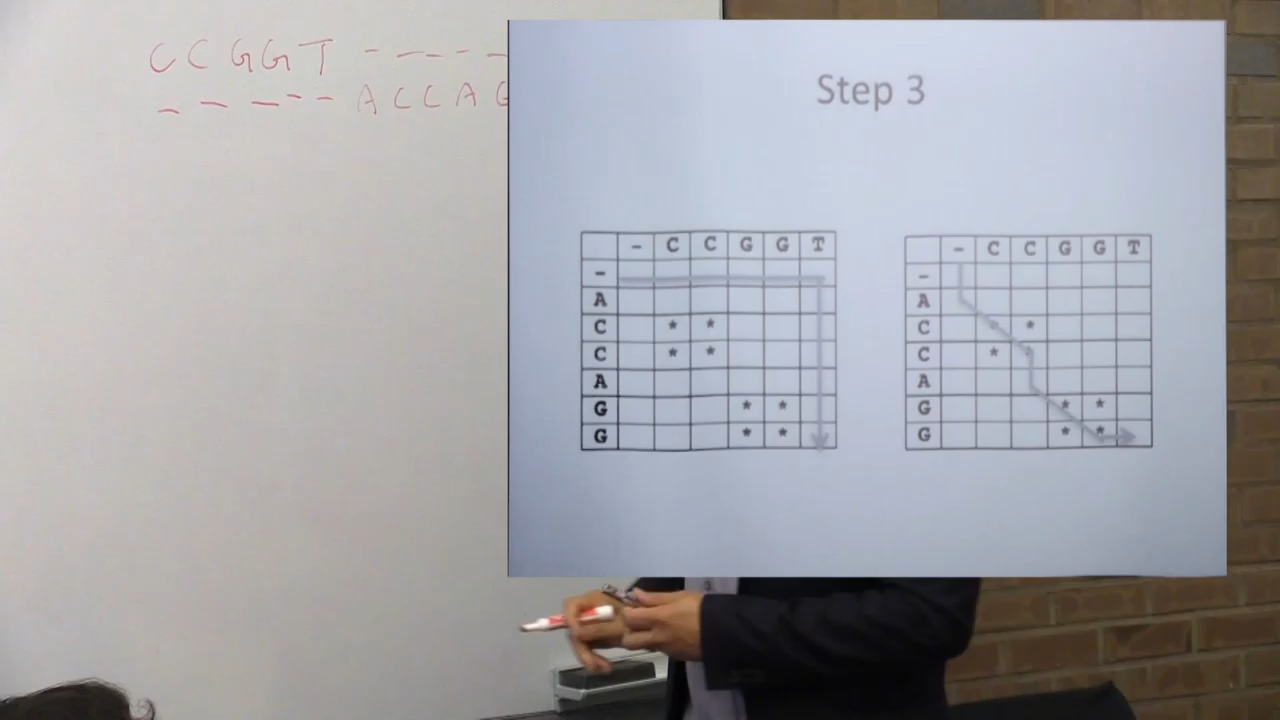 CCGGT-----
-----ACCAG
Step 3
- C C G G T
-
A
C * *
C * *
A
G * *
G * *
- C C G G T
-
A
C *
C *
A
G * *
G * *